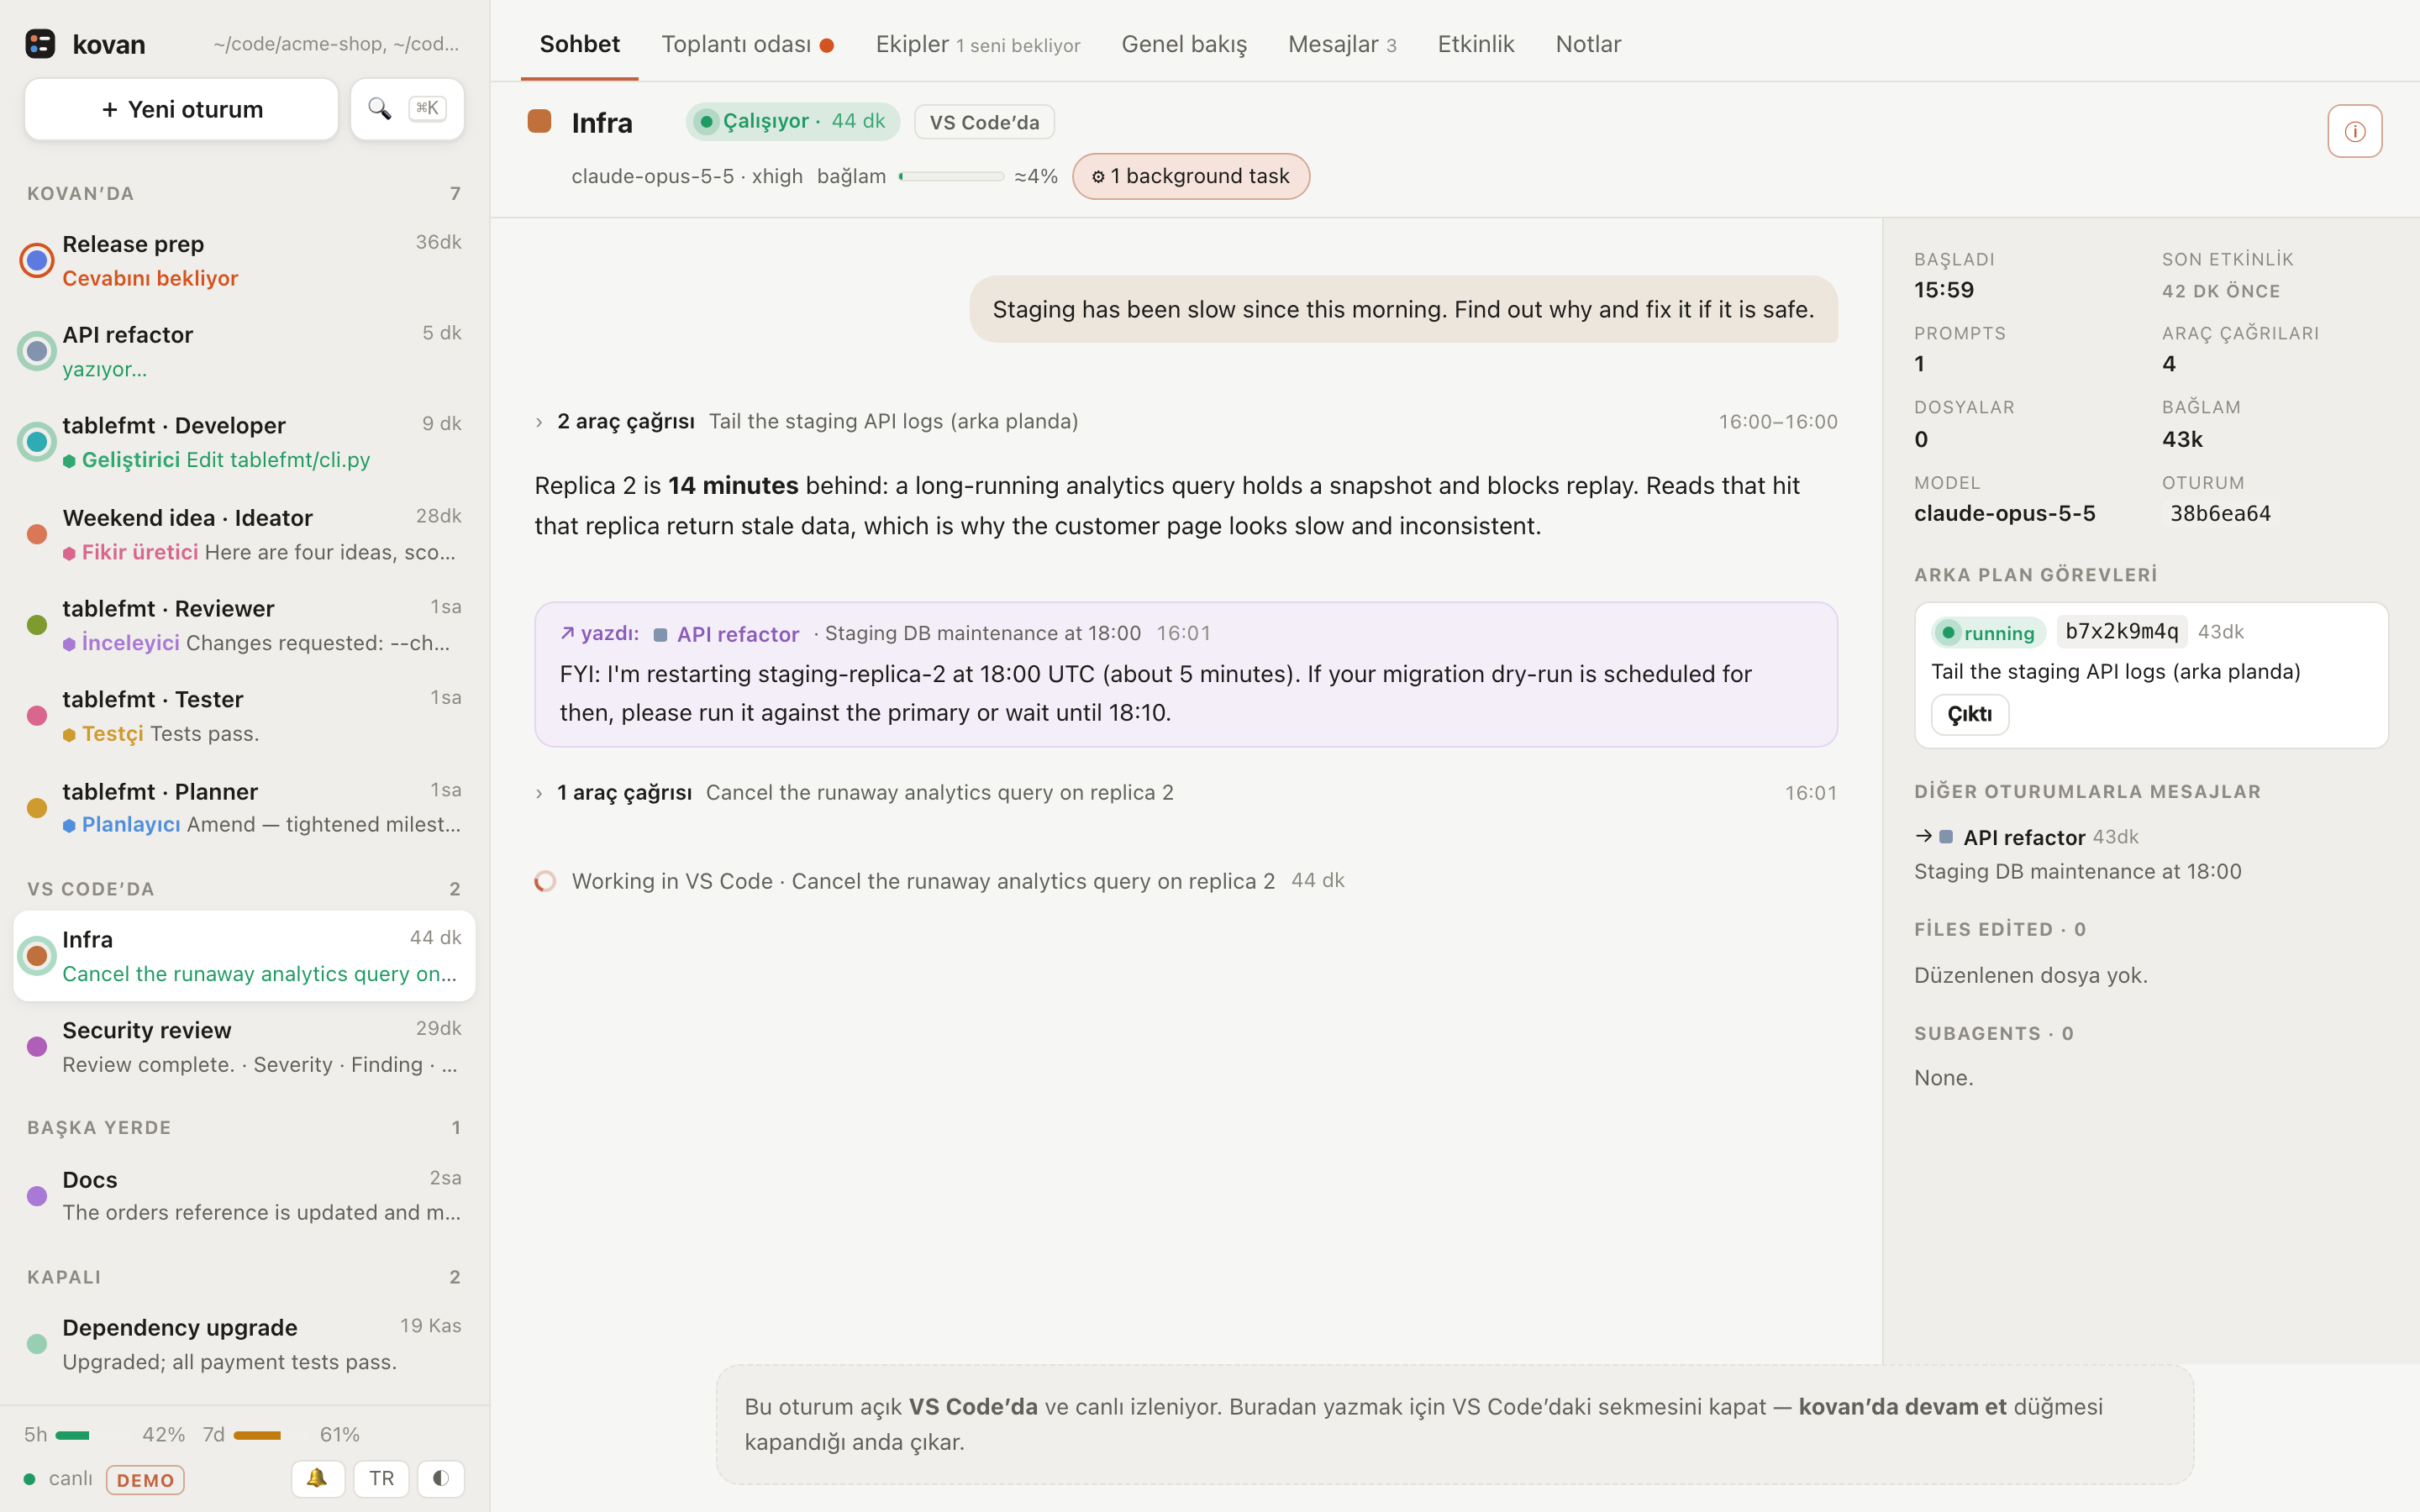 kovan ~/code/acme-shop, ~/cod...
+ Yeni oturum ⌘K
KOVAN’DA 7
Release prep 36dk
Cevabını bekliyor
API refactor 5 dk
yazıyor...
tablefmt · Developer 9 dk
Geliştirici Edit tablefmt/cli.py
Weekend idea · Ideator 28dk
Fikir üretici Here are four ideas, sco...
tablefmt · Reviewer 1sa
İnceleyici Changes requested: --ch...
tablefmt · Tester 1sa
Testçi Tests pass.
tablefmt · Planner 1sa
Planlayıcı Amend — tightened milest...
VS CODE’DA 2
Infra 44 dk
Cancel the runaway analytics query on...
Security review 29dk
Review complete. · Severity · Finding · ...
BAŞKA YERDE 1
Docs 2sa
The orders reference is updated and m...
KAPALI 2
Dependency upgrade 19 Kas
Upgraded; all payment tests pass.
5h 42% 7d 61%
canlı DEMO TR
Sohbet Toplantı odası Ekipler 1 seni bekliyor Genel bakış Mesajlar 3 Etkinlik Notlar
Infra Çalışıyor · 44 dk VS Code’da
claude-opus-5-5 · xhigh bağlam ≈4% 1 background task
Staging has been slow since this morning. Find out why and fix it if it is safe.
› 2 araç çağrısı Tail the staging API logs (arka planda) 16:00–16:00
Replica 2 is 14 minutes behind: a long-running analytics query holds a snapshot and blocks replay. Reads that hit
that replica return stale data, which is why the customer page looks slow and inconsistent.
↗ yazdı: API refactor · Staging DB maintenance at 18:00 16:01
FYI: I'm restarting staging-replica-2 at 18:00 UTC (about 5 minutes). If your migration dry-run is scheduled for
then, please run it against the primary or wait until 18:10.
› 1 araç çağrısı Cancel the runaway analytics query on replica 2 16:01
Working in VS Code · Cancel the runaway analytics query on replica 2 44 dk
BAŞLADI SON ETKİNLİK
15:59 42 DK ÖNCE
PROMPTS ARAÇ ÇAĞRILARI
1 4
DOSYALAR BAĞLAM
0 43k
MODEL OTURUM
claude-opus-5-5 38b6ea64
ARKA PLAN GÖREVLERİ
running b7x2k9m4q 43dk
Tail the staging API logs (arka planda)
Çıktı
DİĞER OTURUMLARLA MESAJLAR
→ API refactor 43dk
Staging DB maintenance at 18:00
FİLES EDİTED · 0
Düzenlenen dosya yok.
SUBAGENTS · 0
None.
Bu oturum açık VS Code’da ve canlı izleniyor. Buradan yazmak için VS Code’daki sekmesini kapat — kovan’da devam et düğmesi
kapandığı anda çıkar.